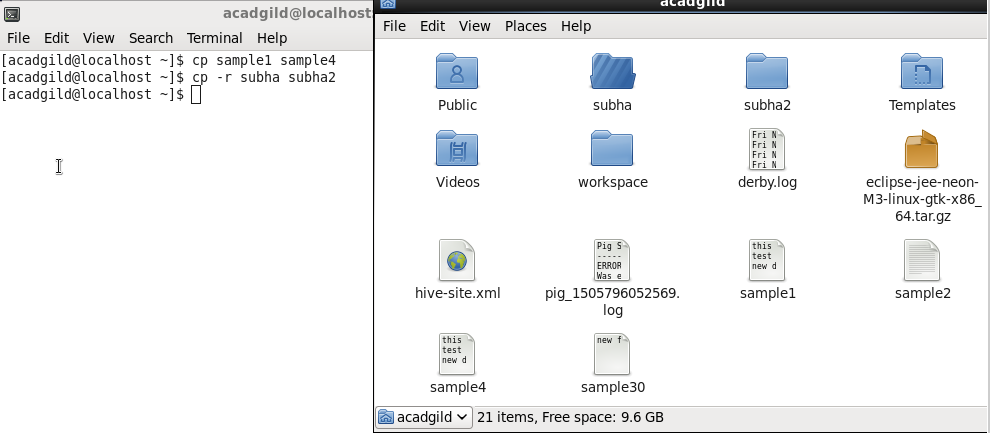 acadgild@localhost:
File Edit View Search Terminal Help
[acadgild@localhost ~]$ cp sample1 sample4
[acadgild@localhost ~]$ cp -r subha subha2
[acadgild@localhost ~]$
acadgild
File Edit View Places Help
Public
subha
subha2
Templates
Videos
workspace
Fri N
Fri N
Fri N
Fri N
derby.log
eclipse-jee-neon-
M3-linux-gtk-x86_
64.tar.gz
hive-site.xml
Pig S
-----
ERROR
Was e
pig_1505796052569.
log
this
test
new d
sample1
sample2
this
test
new d
sample4
new f
sample30
acadgild
21 items, Free space: 9.6 GB